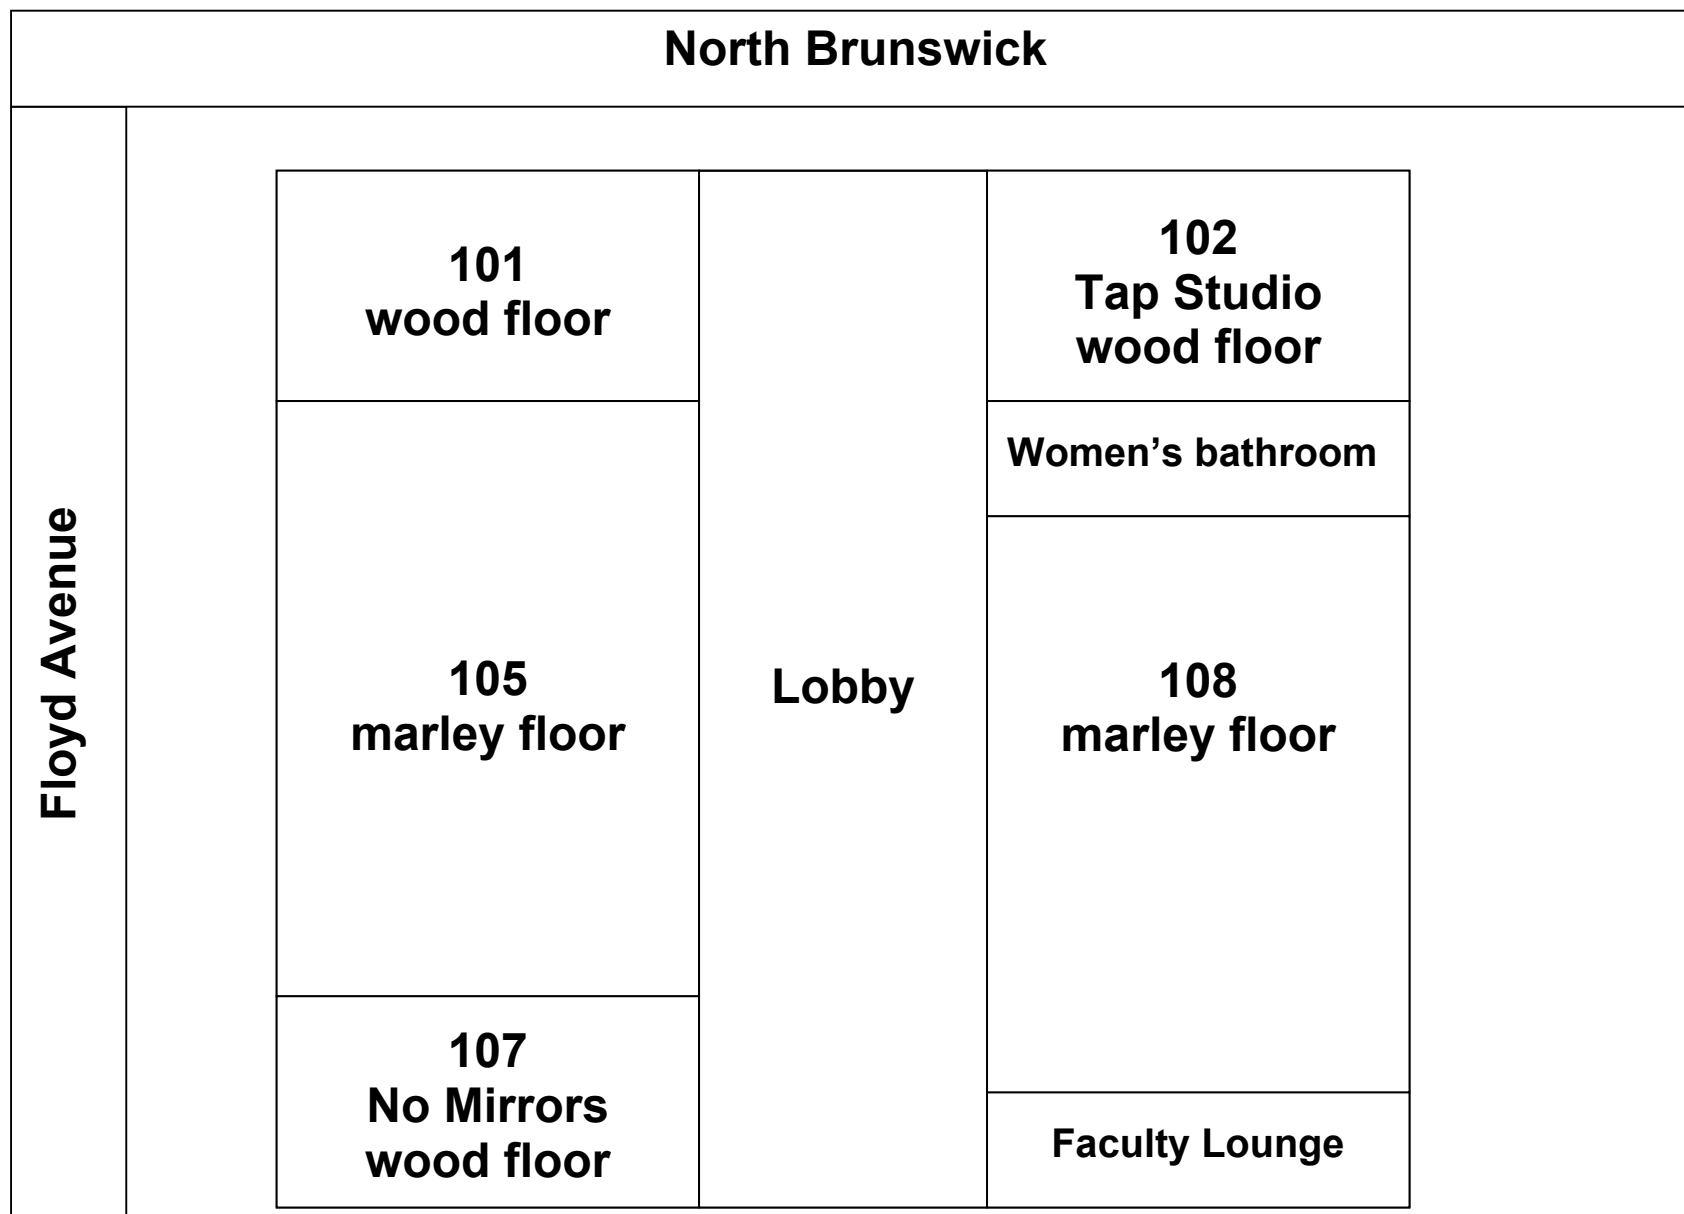 North Brunswick
Floyd Avenue
101
wood floor
102
Tap Studio
wood floor
Women’s bathroom
105
marley floor
Lobby
108
marley floor
107
No Mirrors
wood floor
Faculty Lounge